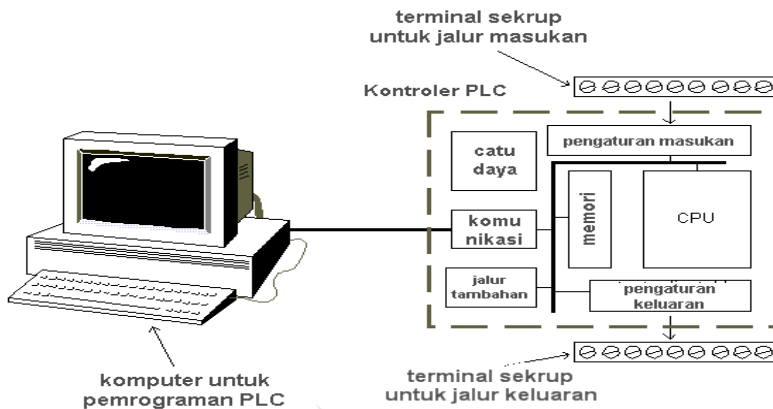 terminal sekrup
untuk jalur masukan
Kontroler PLC
catu
daya
pengaturan masukan
komu
nikasi
memori
CPU
jalur
tambahan
pengaturan
keluaran
komputer untuk
pemrograman PLC
terminal sekrup
untuk jalur keluaran